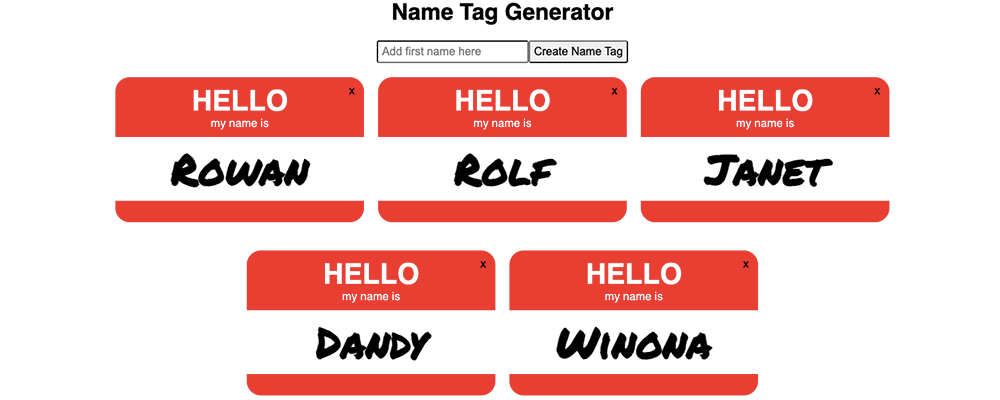 Name Tag Generator
Add first name here Create Name Tag
HELLO x
my name is
Rowan
HELLO x
my name is
Rolf
HELLO x
my name is
Janet
HELLO x
my name is
Dandy
HELLO x
my name is
Winona